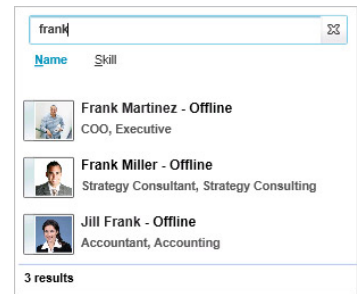 frank
Name Skill
Frank Martinez - Offline
COO, Executive
Frank Miller - Offline
Strategy Consultant, Strategy Consulting
Jill Frank - Offline
Accountant, Accounting
3 results